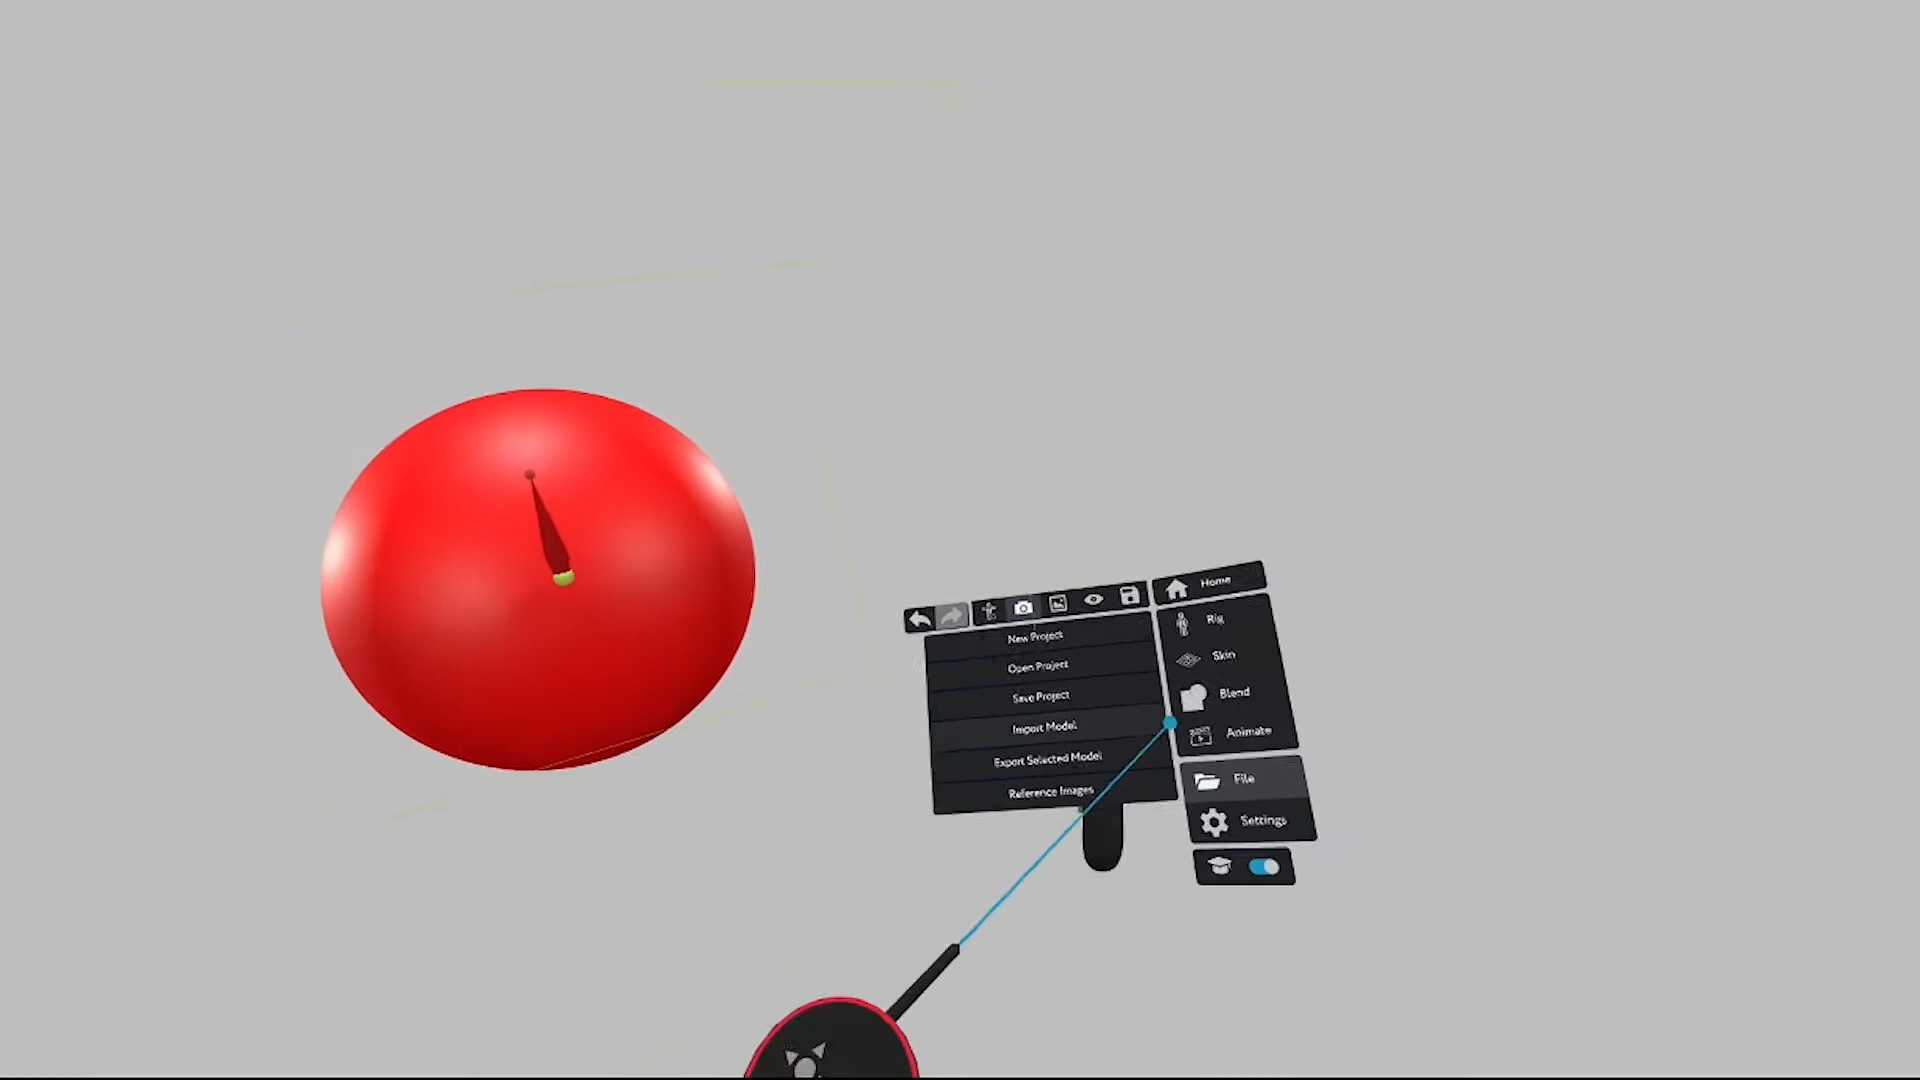 Home
New Project
Open Project
Save Project
Import Model
Export Selected Model
Reference Images
Rig
Skin
Blend
Animate
File
Settings